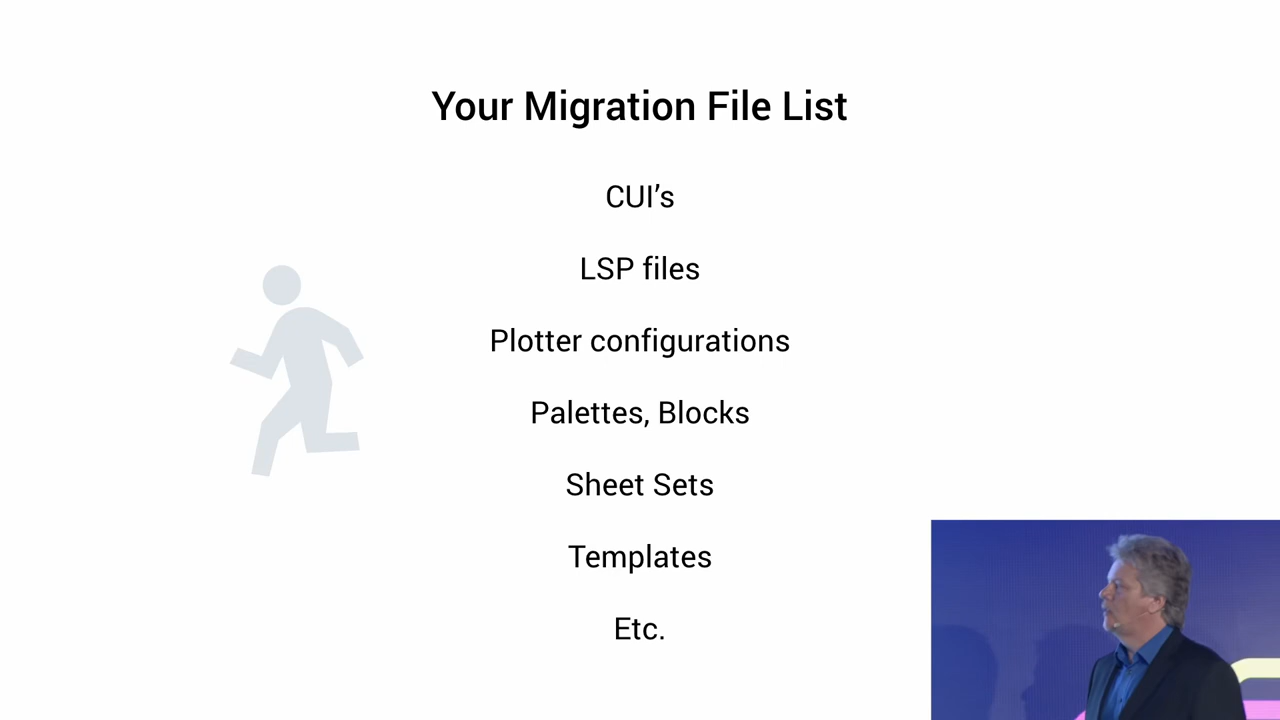 Your Migration File List
CUI’s
LSP files
Plotter configurations
Palettes, Blocks
Sheet Sets
Templates
Etc.